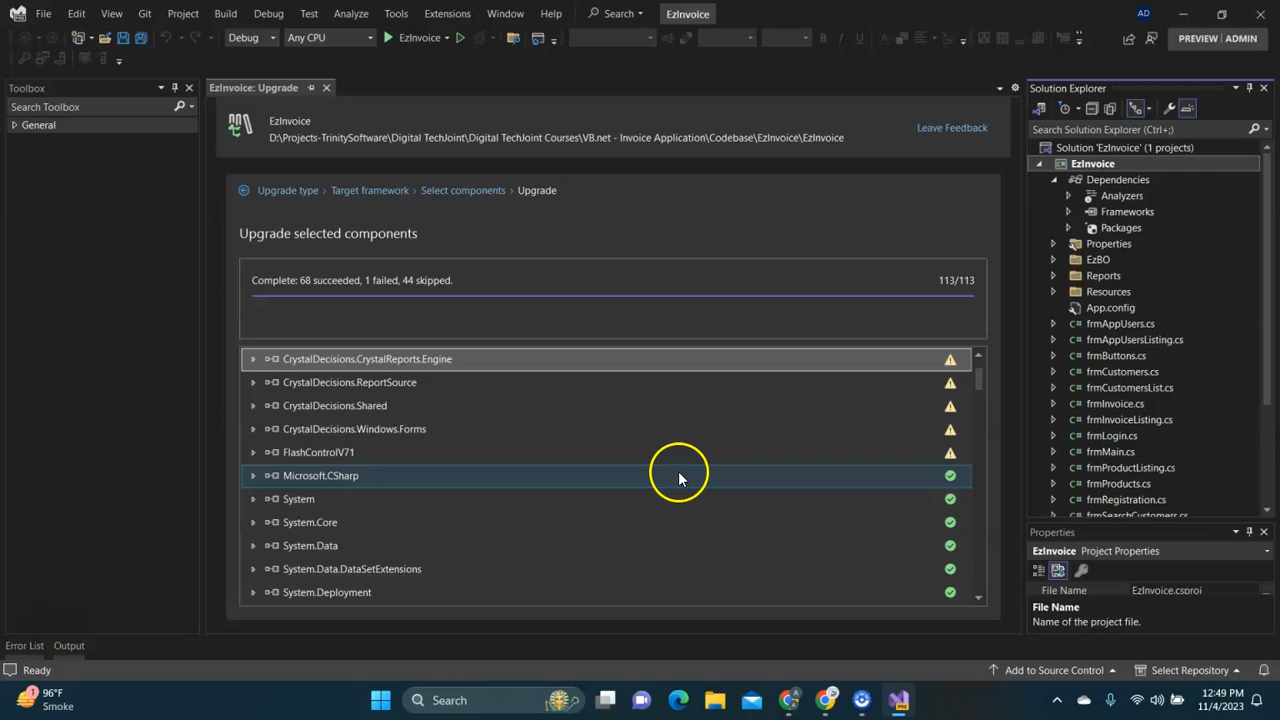 File Edit View Git Project Build Debug Test Analyze Tools Extensions Window Help Search EzInvoice AD
Debug Any CPU EzInvoice PREVIEW | ADMIN
Toolbox
Search Toolbox
General
EzInvoice: Upgrade
EzInvoice
D:\Projects-TrinitySoftware\Digital TechJoint\Digital TechJoint Courses\VB.net - Invoice Application\Codebase\EzInvoice\EzInvoice
Leave Feedback
Upgrade type > Target framework > Select components > Upgrade
Upgrade selected components
Complete: 68 succeeded, 1 failed, 44 skipped. 113/113
CrystalDecisions.CrystalReports.Engine
CrystalDecisions.ReportSource
CrystalDecisions.Shared
CrystalDecisions.Windows.Forms
FlashControlV71
Microsoft.CSharp
System
System.Core
System.Data
System.Data.DataSetExtensions
System.Deployment
Solution Explorer
Search Solution Explorer (Ctrl+;)
Solution 'EzInvoice' (1 projects)
EzInvoice
Dependencies
Analyzers
Frameworks
Packages
Properties
EzBO
Reports
Resources
App.config
frmAppUsers.cs
frmAppUsersListing.cs
frmButtons.cs
frmCustomers.cs
frmCustomersList.cs
frmInvoice.cs
frmInvoiceListing.cs
frmLogin.cs
frmMain.cs
frmProductListing.cs
frmProducts.cs
frmRegistration.cs
frmSearchCustomers.cs
Properties
EzInvoice Project Properties
File Name EzInvoice.csproj
File Name
Name of the project file.
Error List Output
Ready Add to Source Control Select Repository
1
96°F
Smoke
Search
12:49 PM
11/4/2023